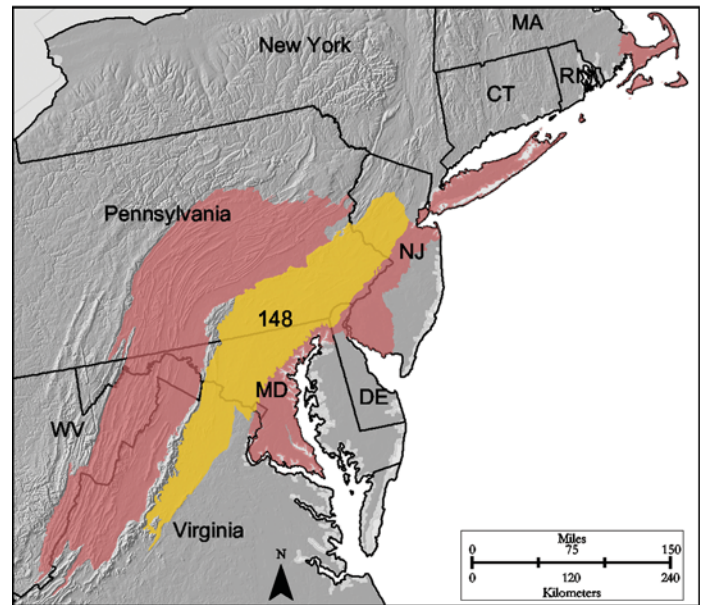 MA
New York
RI
CT
Pennsylvania
NJ
148
MD
DE
WV
Virginia
N
Miles
0 75 150
0 120 240
Kilometers